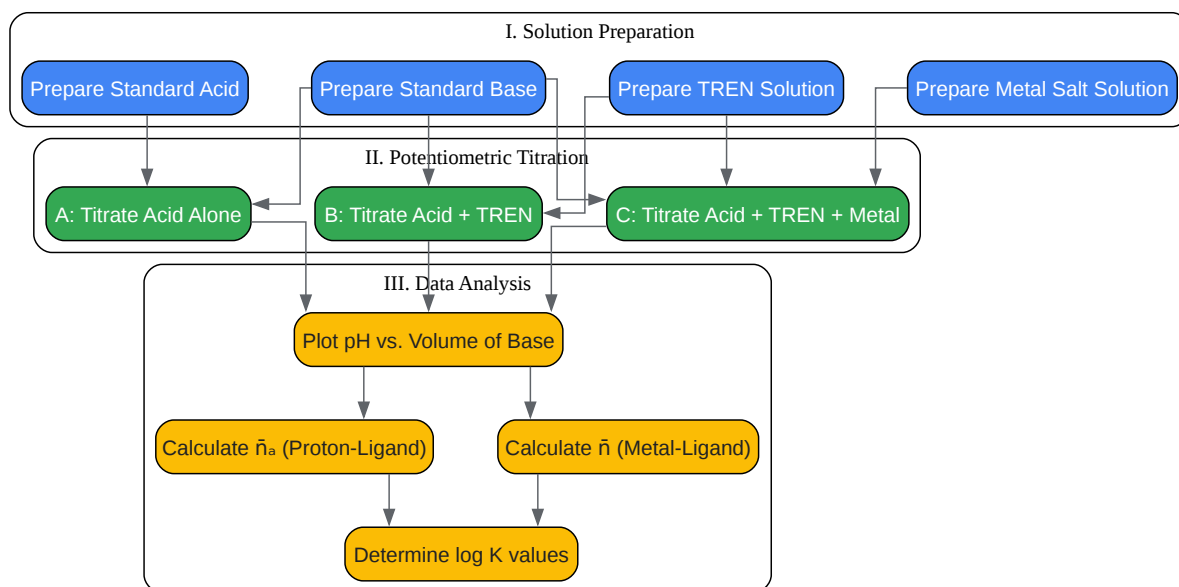 I. Solution Preparation
Prepare Standard Acid
Prepare Standard Base
Prepare TREN Solution
Prepare Metal Salt Solution
II. Potentiometric Titration
A: Titrate Acid Alone
B: Titrate Acid + TREN
C: Titrate Acid + TREN + Metal
III. Data Analysis
Plot pH vs. Volume of Base
Calculate n̄ₐ (Proton-Ligand)
Calculate n̄ (Metal-Ligand)
Determine log K values